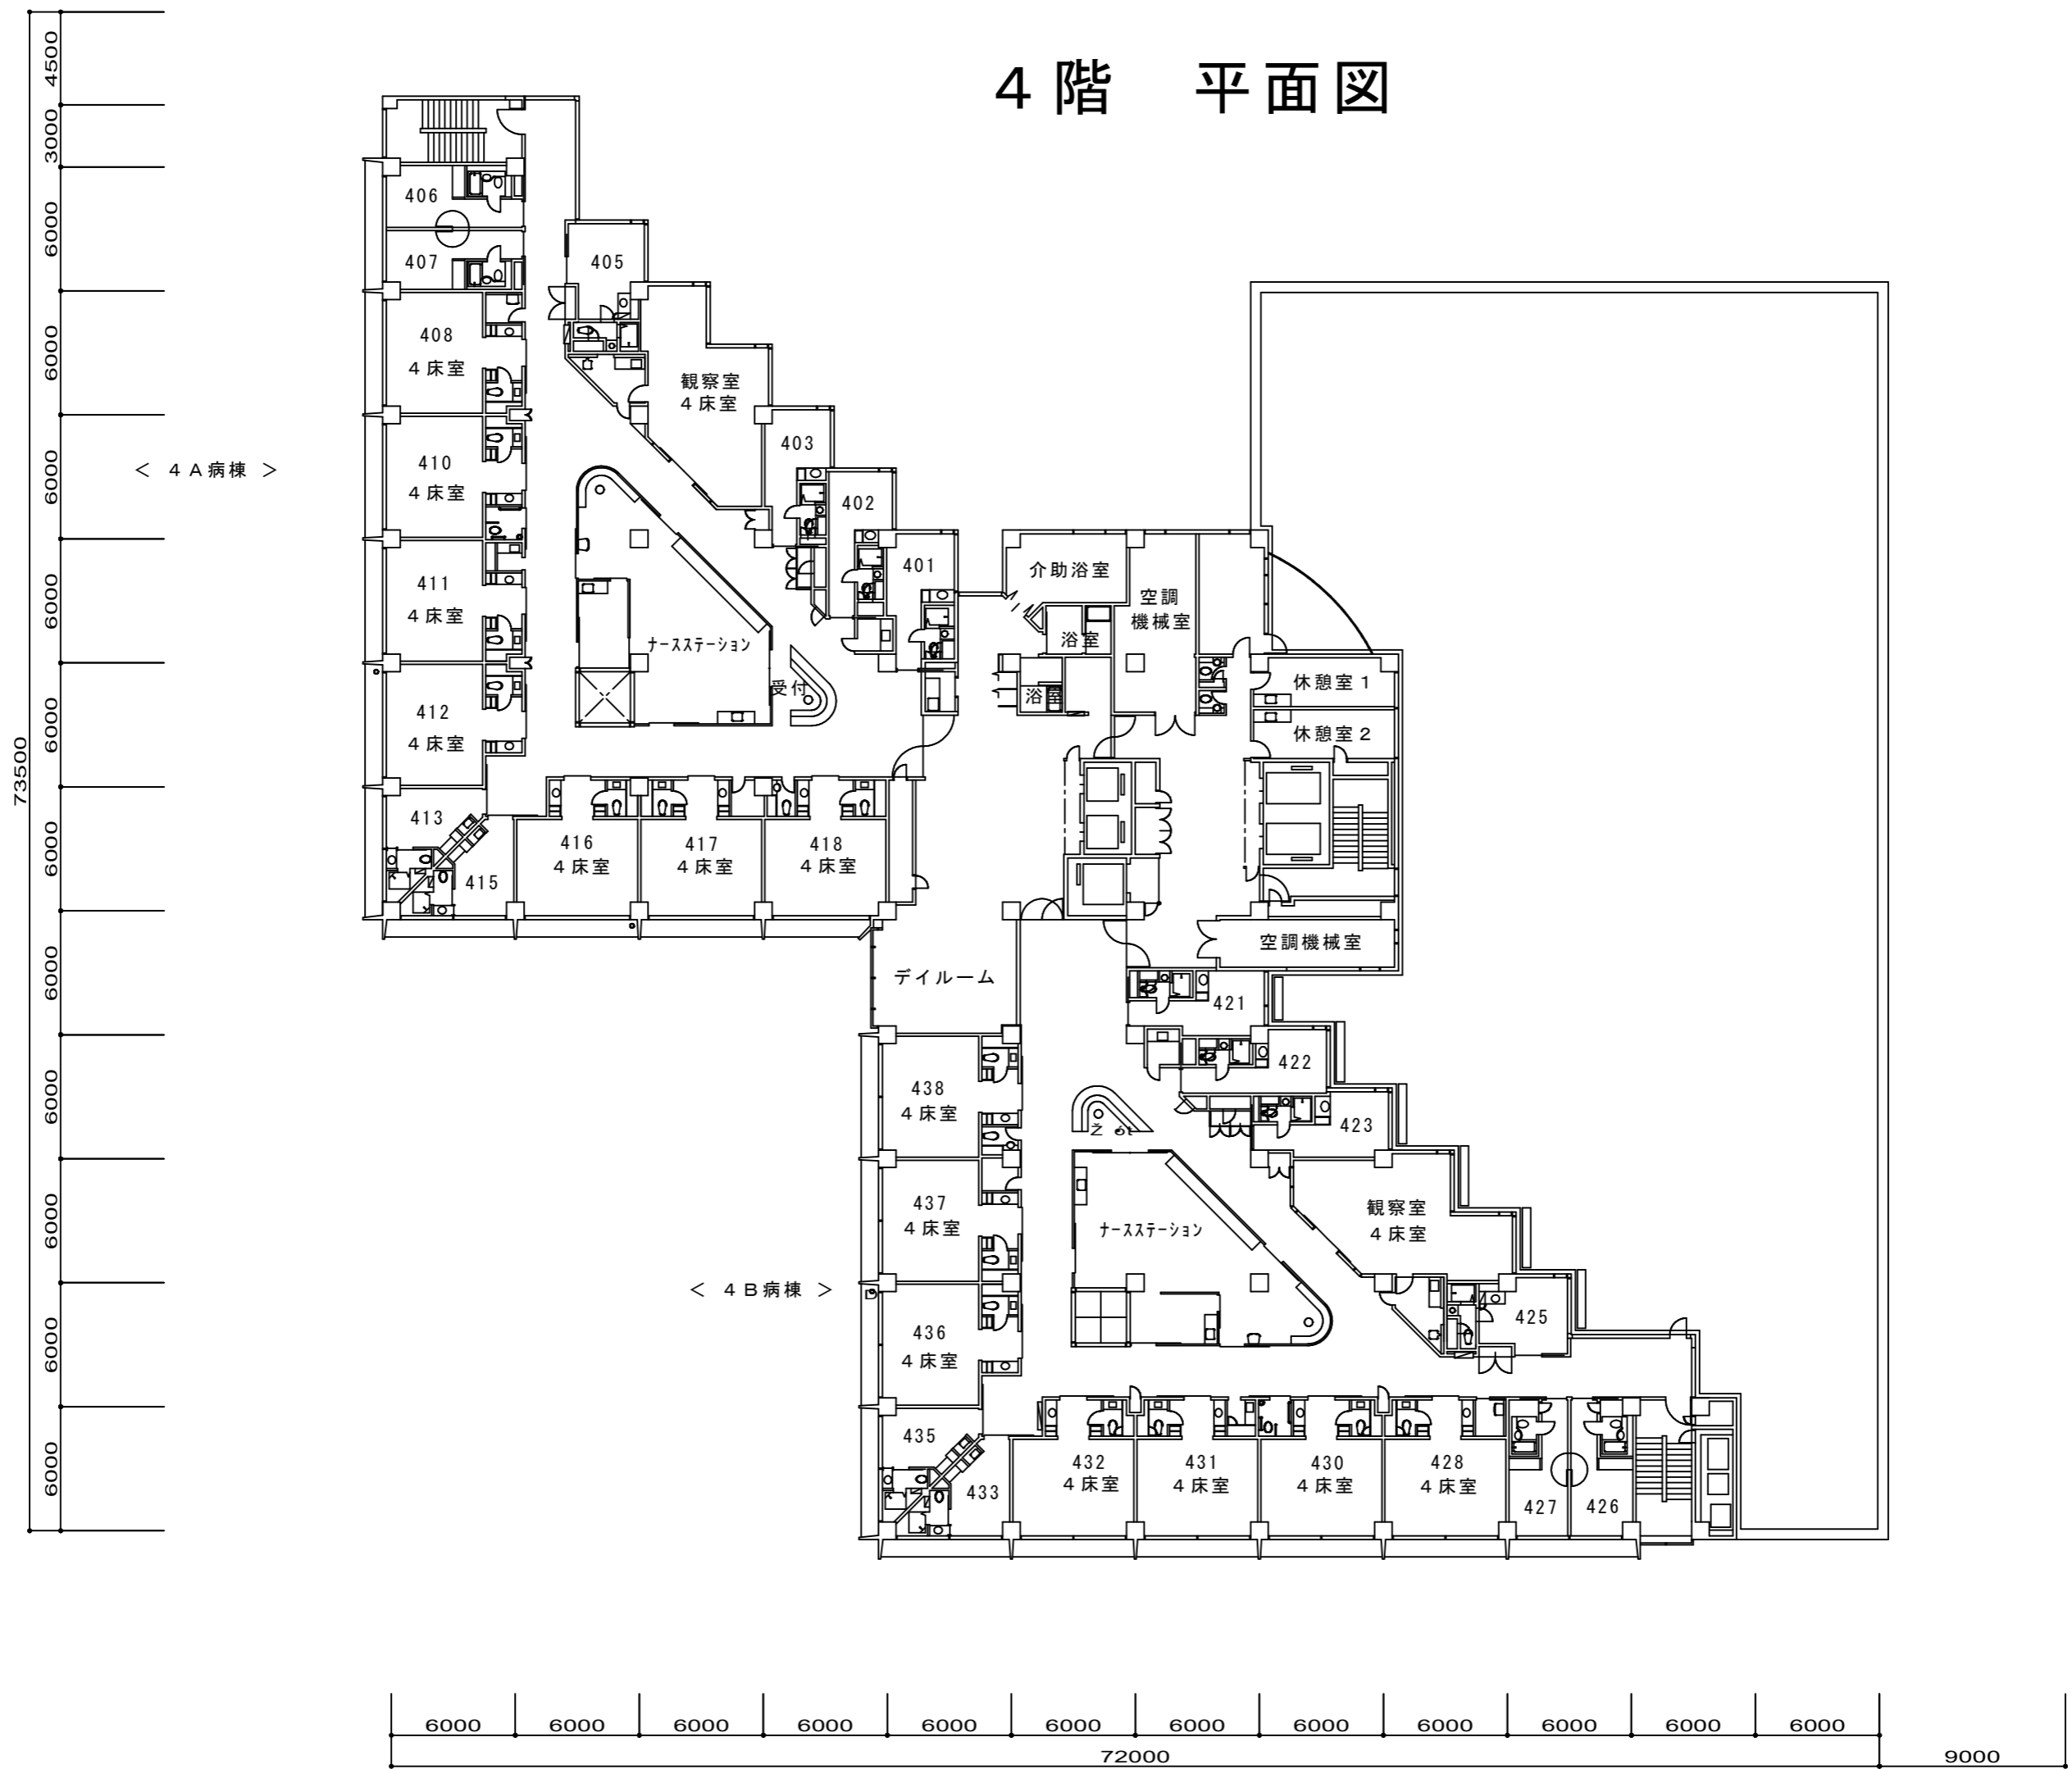 ４階　平面図
4500
3000
6000
6000
6000
6000
6000
6000
6000
6000
6000
6000
6000
73500
＜ ４Ａ病棟 ＞
406
407
405
408
４床室
観察室
４床室
403
410
４床室
402
401
411
４床室
介助浴室
空調
機械室
浴室
ナースステーション
浴室
受付
休憩室１
休憩室２
412
４床室
413
415
416
４床室
417
４床室
418
４床室
空調機械室
デイルーム
421
422
438
４床室
423
437
４床室
観察室
４床室
ナースステーション
＜ ４Ｂ病棟 ＞
436
４床室
425
435
433
432
４床室
431
４床室
430
４床室
428
４床室
427
426
6000 6000 6000 6000 6000 6000 6000 6000 6000 6000 6000 6000
72000 9000